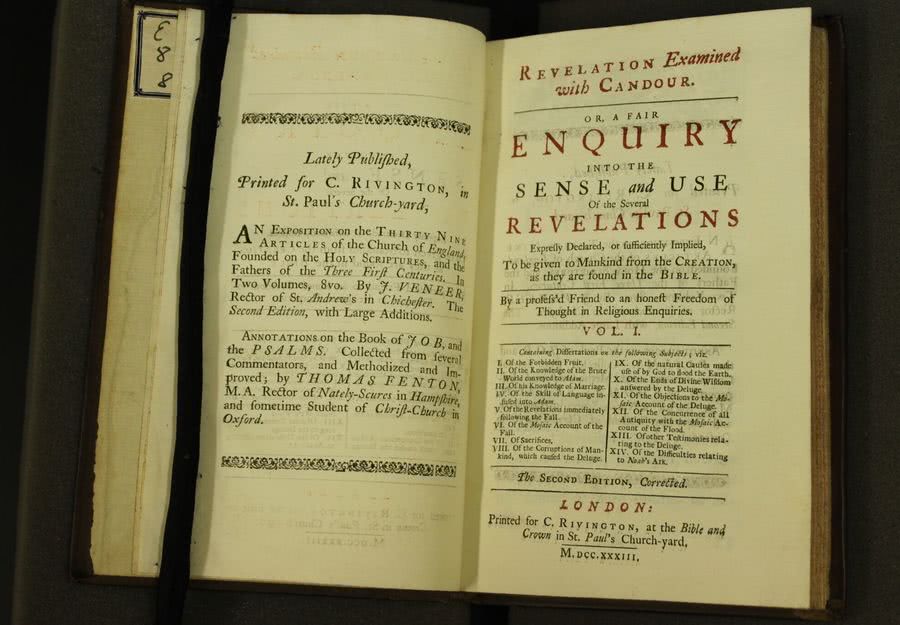 E
8
8
Lately Publiſhed,
Printed for C. RIVINGTON, in
St. Paul's Church-yard,
AN EXPOSITION on the THIRTY NINE
ARTICLES of the Church of England,
Founded on the HOLY SCRIPTURES, and the
Fathers of the Three Firſt Centuries. In
Two Volumes, 8vo. By J. VENEER,
Rector of St. Andrew's in Chicheſter. The
Second Edition, with Large Additions.
ANNOTATIONS on the Book of JOB, and
the PSALMS. Collected from ſeveral
Commentators, and Methodized and Im-
proved; by THOMAS FENTON,
M. A. Rector of Nately-Scures in Hampſhire,
and ſometime Student of Chriſt-Church in
Oxford.
REVELATION Examined
with CANDOUR.
OR, A FAIR
ENQUIRY
INTO THE
SENSE and USE
Of the Several
REVELATIONS
Expreſly Declared, or ſufficiently Implied,
To be given to Mankind from the CREATION,
as they are found in the BIBLE.
By a profeſs'd Friend to an honeſt Freedom of
Thought in Religious Enquiries.
VOL. I.
Containing Diſſertations on the following Subjects; viz.
I. Of the Forbidden Fruit.
II. Of the Knowledge of the Brute
World conveyed to Adam.
III. Of his Knowledge of Marriage.
IV. Of the Skill of Language in-
fuſed into Adam.
V. Of the Revelations immediately
following the Fall.
VI. Of the Moſaic Account of the
Fall.
VII. Of Sacrifices,
VIII. Of the Corruptions of Man-
kind, which cauſed the Deluge.
IX. Of the natural Cauſes made
uſe of by God to flood the Earth.
X. Of the Ends of Divine Wiſdom
anſwered by the Deluge.
XI. Of the Objections to the Mo-
ſaic Account of the Deluge.
XII. Of the Concurrence of all
Antiquity with the Moſaic Ac-
count of the Flood.
XIII. Of other Teſtimonies rela-
ting to the Deluge.
XIV. Of the Difficulties relating
to Noah's ARK.
The SECOND EDITION, Corrected.
LONDON:
Printed for C. RIVINGTON, at the Bible and
Crown in St. Paul's Church-yard,
M.DCC.XXXIII.